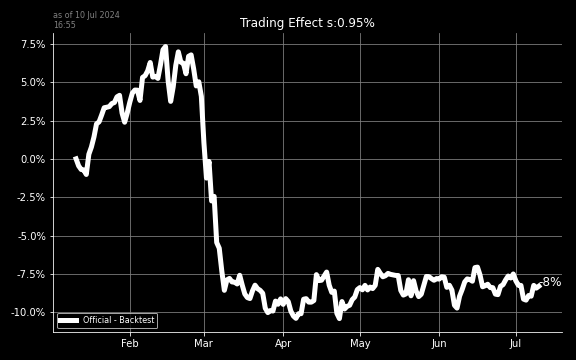 as of 10 Jul 2024
16:55
Trading Effect s:0.95%
7.5%
5.0%
2.5%
0.0%
-2.5%
-5.0%
-7.5%
-10.0%
-8%
Official - Backtest
Feb Mar Apr May Jun Jul